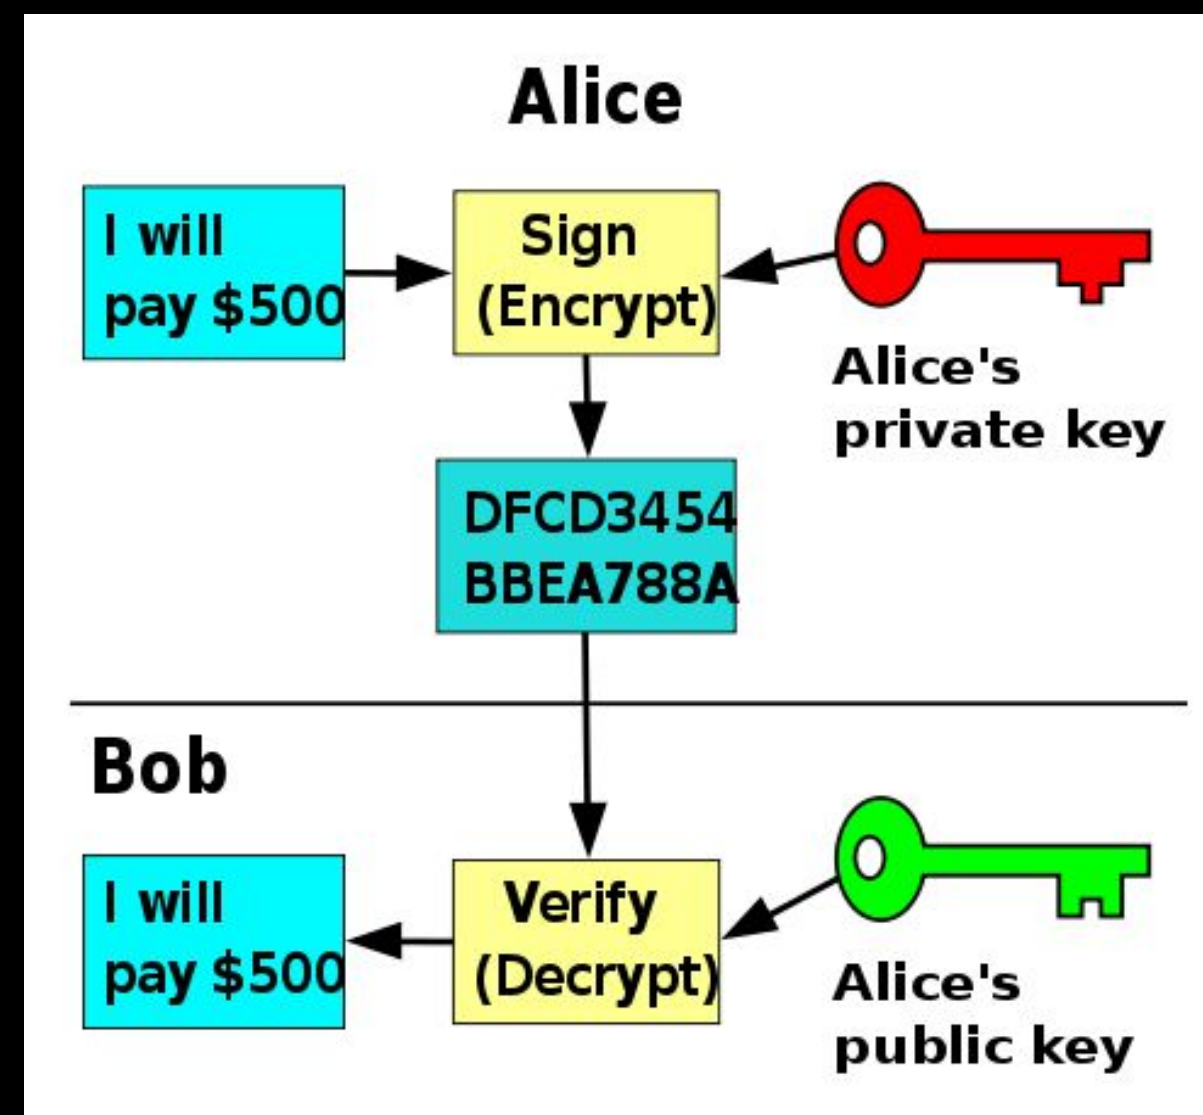 Alice
I will
pay $500
Sign
(Encrypt)
Alice's
private key
DFCD3454
BBEA788A
Bob
I will
pay $500
Verify
(Decrypt)
Alice's
public key